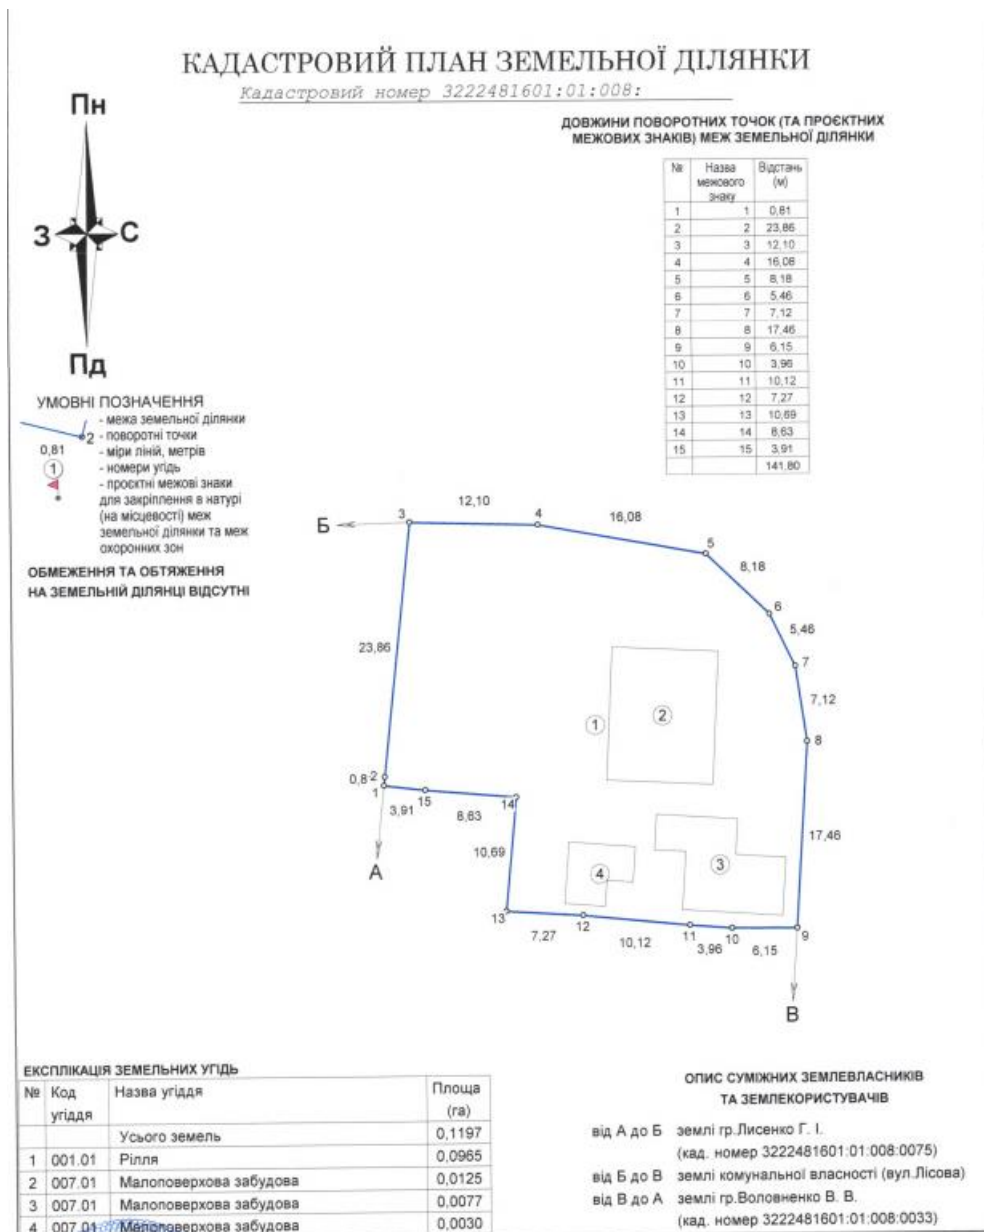 КАДАСТРОВИЙ ПЛАН ЗЕМЕЛЬНОЇ ДІЛЯНКИ
Кадастровий номер 3222481601:01:008:
Пн
З С
Пд
ДОВЖИНИ ПОВОРОТНИХ ТОЧОК (ТА ПРОЄКТНИХ
МЕЖОВИХ ЗНАКІВ) МЕЖ ЗЕМЕЛЬНОЇ ДІЛЯНКИ
№ Назва межового знаку Відстань (м)
1 1 0,81
2 2 23,86
3 3 12,10
4 4 16,08
5 5 8,18
6 6 5,46
7 7 7,12
8 8 17,46
9 9 6,15
10 10 3,96
11 11 10,12
12 12 7,27
13 13 10,69
14 14 8,63
15 15 3,91
141,80
УМОВНІ ПОЗНАЧЕННЯ
- межа земельної ділянки
2 - поворотні точки
0,81 - міри ліній, метрів
1 - номери угідь
- проєктні межові знаки
для закріплення в натурі
(на місцевості) меж
земельної ділянки та меж
охоронних зон
ОБМЕЖЕННЯ ТА ОБТЯЖЕННЯ
НА ЗЕМЕЛЬНІЙ ДІЛЯНЦІ ВІДСУТНІ
Б 3 12,10 4 16,08 5
8,18
6
5,46
23,86
7
7,12
1 2
8
0,8 2
1 3,91 15 8,63 14
17,46
10,69
А
4 3
13 7,27 12 10,12 11 3,96 10 6,15 9
В
ЕКСПЛІКАЦІЯ ЗЕМЕЛЬНИХ УГІДЬ
№ Код угіддя Назва угіддя Площа (га)
Усього земель 0,1197
1 001.01 Рілля 0,0965
2 007.01 Малоповерхова забудова 0,0125
3 007.01 Малоповерхова забудова 0,0077
4 007.01 Малоповерхова забудова 0,0030
ОПИС СУМІЖНИХ ЗЕМЛЕВЛАСНИКІВ
ТА ЗЕМЛЕКОРИСТУВАЧІВ
від А до Б землі гр.Лисенко Г. І.
(кад. номер 3222481601:01:008:0075)
від Б до В землі комунальної власності (вул.Лісова)
від В до А землі гр.Воловненко В. В.
(кад. номер 3222481601:01:008:0033)